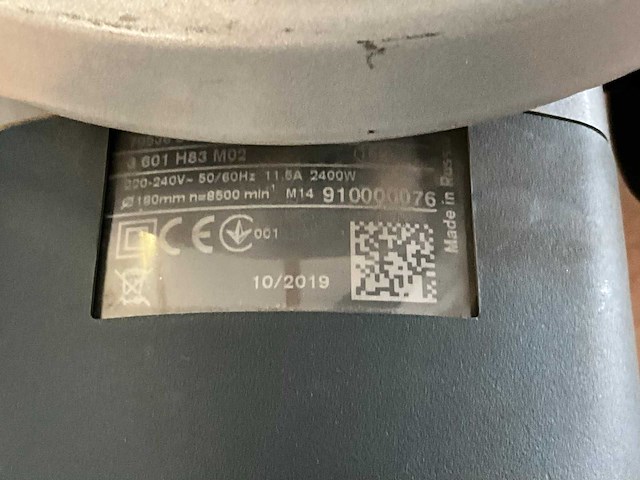 3 601 H83 M02
220-240V~ 50/60Hz 11.5A 2400W
Ø 180mm n=8500 min⁻¹ M14 910000076
CE 001
10/2019
Made in